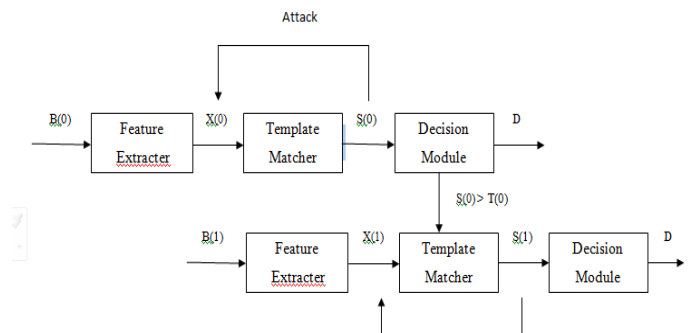 Attack
B(0)
X(0)
S(0)
D
Feature
Extracter
Template
Matcher
Decision
Module
S(0)> T(0)
B(1)
X(1)
S(1)
D
Feature
Extracter
Template
Matcher
Decision
Module